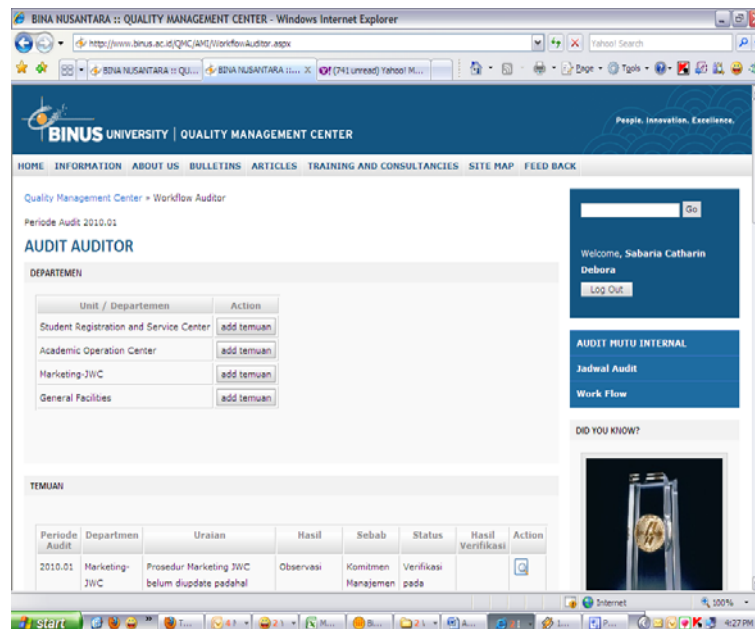 BINA NUSANTARA :: QUALITY MANAGEMENT CENTER - Windows Internet Explorer
http://www.binus.ac.id/QMC/AMI/WorkflowAuditor.aspx
Yahoo! Search
BINA NUSANTARA :: QU...
BINA NUSANTARA ::...
(741 unread) Yahoo! M...
Page
Tools
BINUS UNIVERSITY | QUALITY MANAGEMENT CENTER
People. Innovation. Excellence.
HOME INFORMATION ABOUT US BULLETINS ARTICLES TRAINING AND CONSULTANCIES SITE MAP FEED BACK
Quality Management Center » Workflow Auditor
Periode Audit 2010.01
AUDIT AUDITOR
DEPARTEMEN
Unit / Departemen Action
Student Registration and Service Center add temuan
Academic Operation Center add temuan
Marketing-JWC add temuan
General Facilities add temuan
TEMUAN
Periode Audit Departmen Uraian Hasil Sebab Status Hasil Verifikasi Action
2010.01 Marketing- Prosedur Marketing JWC Observasi Komitmen Verifikasi
JWC belum diupdate padahal Manajemen pada
Go
Welcome, Sabaria Catharin
Debora
Log Out
AUDIT MUTU INTERNAL
Jadwal Audit
Work Flow
DID YOU KNOW?
Internet
100%
start
4:27 PM